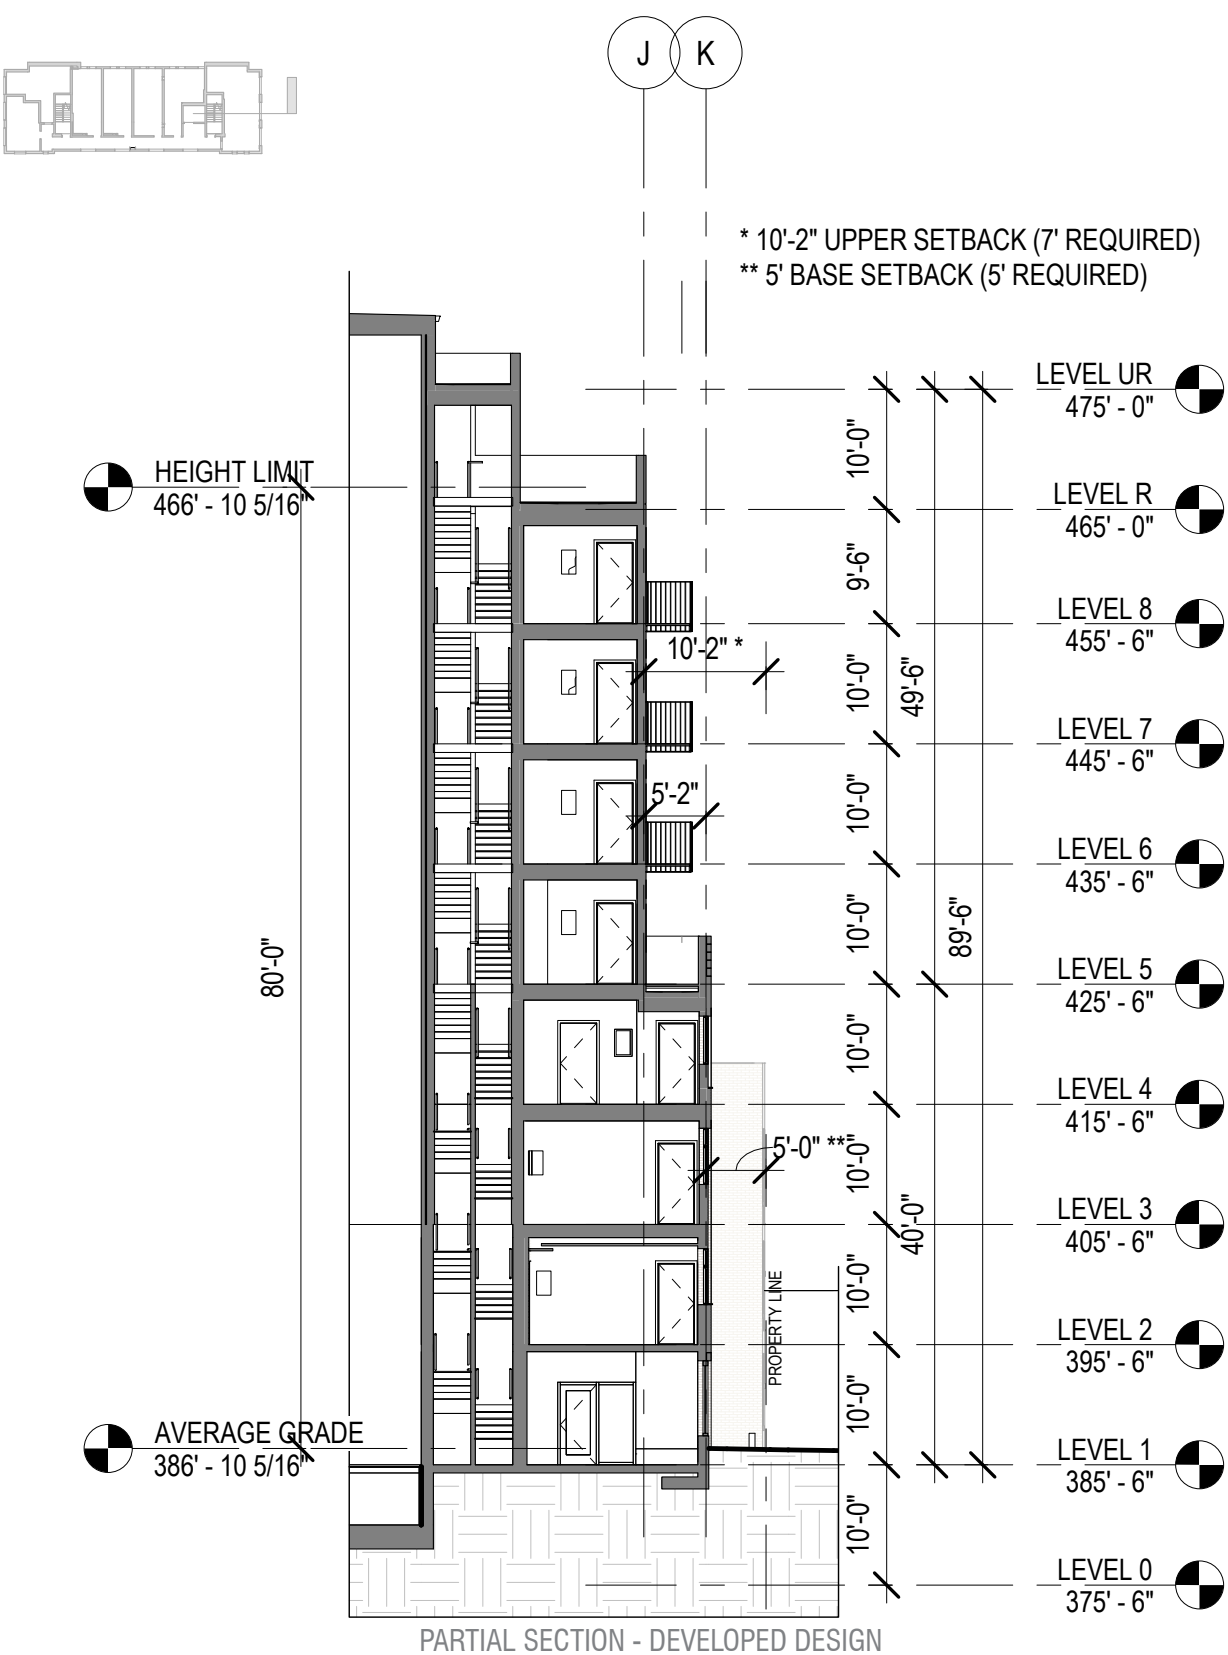 J K
* 10'-2" UPPER SETBACK (7' REQUIRED)
** 5' BASE SETBACK (5' REQUIRED)
LEVEL UR
475' - 0"
10'-0"
HEIGHT LIMIT
466' - 10 5/16"
LEVEL R
465' - 0"
9'-6"
LEVEL 8
455' - 6"
10'-2" *
10'-0"
49'-6"
LEVEL 7
445' - 6"
5'-2"
10'-0"
LEVEL 6
435' - 6"
10'-0"
89'-6"
80'-0"
LEVEL 5
425' - 6"
10'-0"
LEVEL 4
415' - 6"
5'-0" **
10'-0"
40'-0"
LEVEL 3
405' - 6"
10'-0"
PROPERTY LINE
LEVEL 2
395' - 6"
10'-0"
AVERAGE GRADE
386' - 10 5/16"
LEVEL 1
385' - 6"
10'-0"
LEVEL 0
375' - 6"
PARTIAL SECTION - DEVELOPED DESIGN